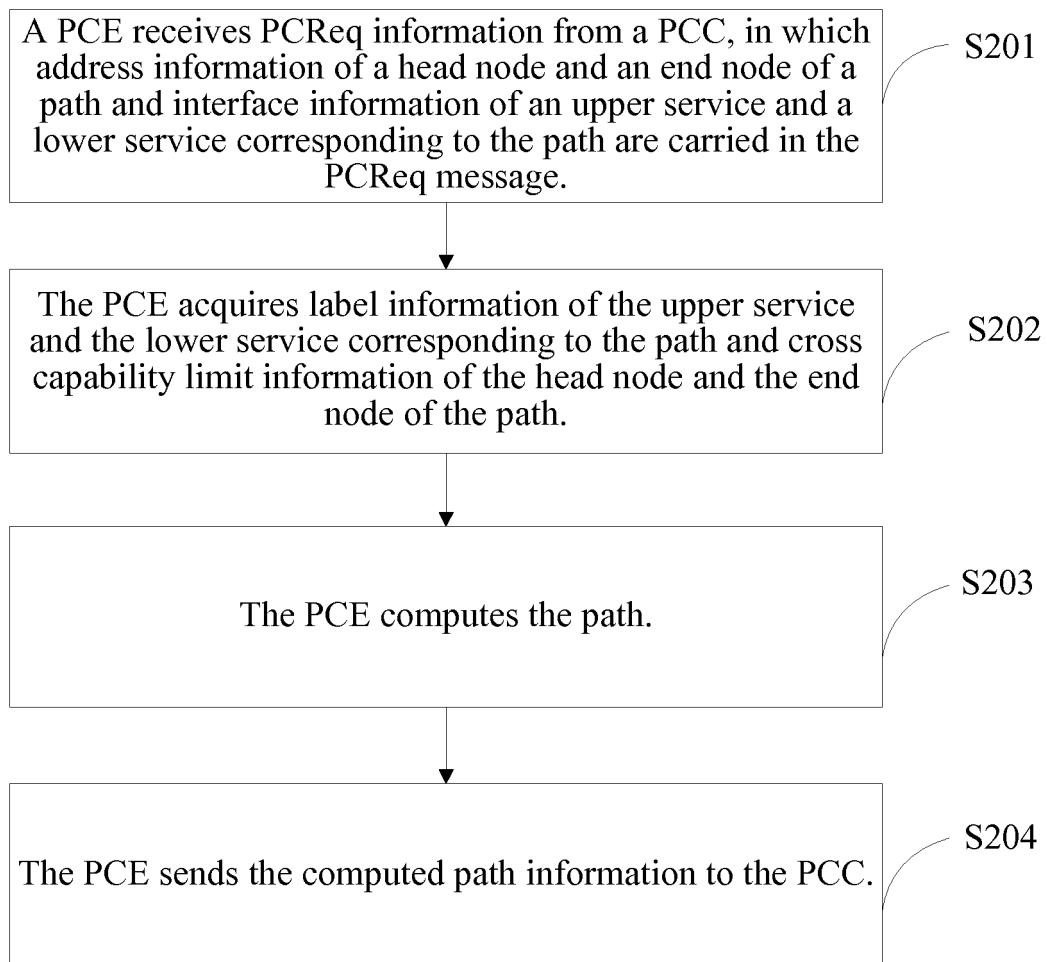 A PCE receives PCReq information from a PCC, in which
address information of a head node and an end node of a
path and interface information of an upper service and a
lower service corresponding to the path are carried in the
PCReq message.
S201
The PCE acquires label information of the upper service
and the lower service corresponding to the path and cross
capability limit information of the head node and the end
node of the path.
S202
The PCE computes the path.
S203
The PCE sends the computed path information to the PCC.
S204